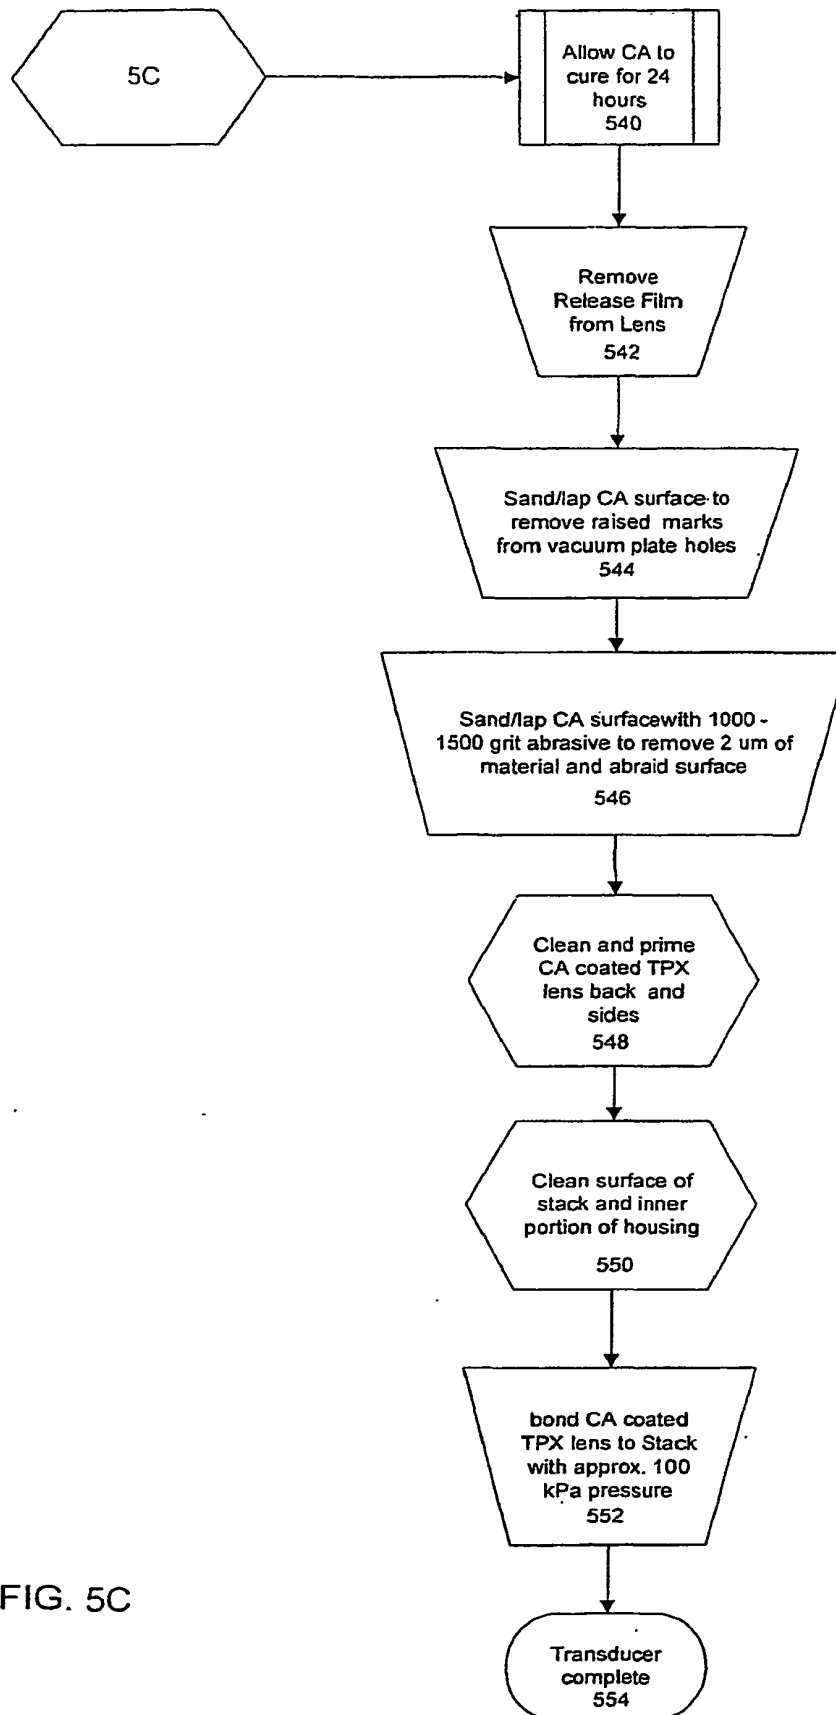 5C
Allow CA to
cure for 24
hours
540
Remove
Release Film
from Lens
542
Sand/lap CA surface to
remove raised marks
from vacuum plate holes
544
Sand/lap CA surfacewith 1000 -
1500 grit abrasive to remove 2 um of
material and abraid surface
546
Clean and prime
CA coated TPX
lens back and
sides
548
Clean surface of
stack and inner
portion of housing
550
bond CA coated
TPX lens to Stack
with approx. 100
kPa pressure
552
Transducer
complete
554
FIG. 5C